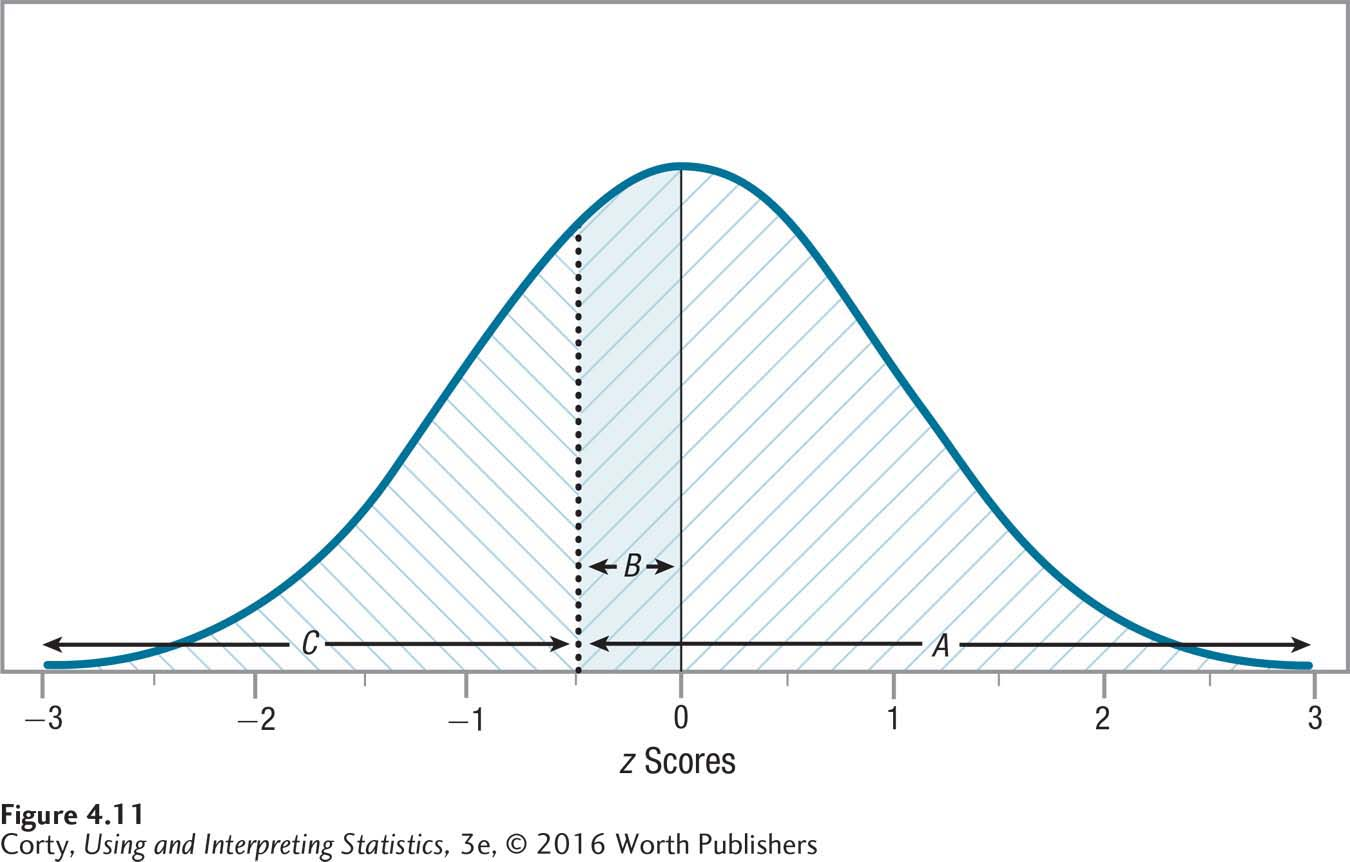 B
C
A
−3 −2 −1 0 1 2 3
z Scores
Figure 4.11
Corty, Using and Interpreting Statistics, 3e, © 2016 Worth Publishers